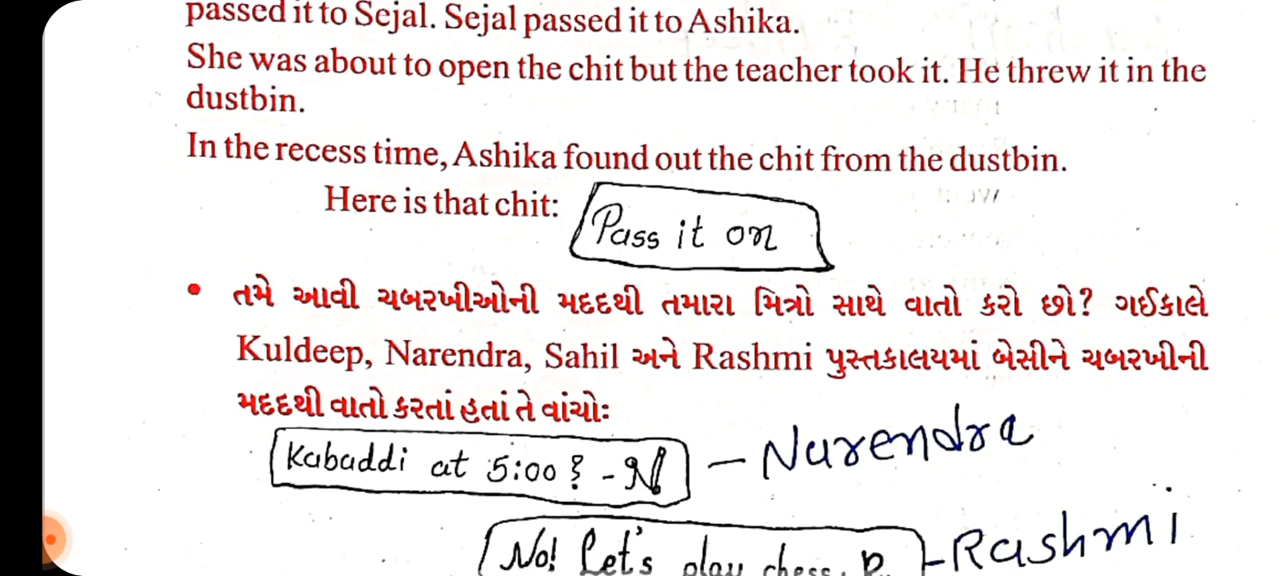 passed it to Sejal. Sejal passed it to Ashika.
She was about to open the chit but the teacher took it. He threw it in the
dustbin.
In the recess time, Ashika found out the chit from the dustbin.
Here is that chit: Pass it on
• તમે આવી ચબરખીઓની મદદથી તમારા મિત્રો સાથે વાતો કરો છો? ગઈકાલે
Kuldeep, Narendra, Sahil અને Rashmi પુસ્તકાલયમાં બેસીને ચબરખીની
મદદથી વાતો કરતાં હતાં તે વાંચોઃ
Kabaddi at 5:00? - N - Narendra
No! Let's play chess. R - Rashmi